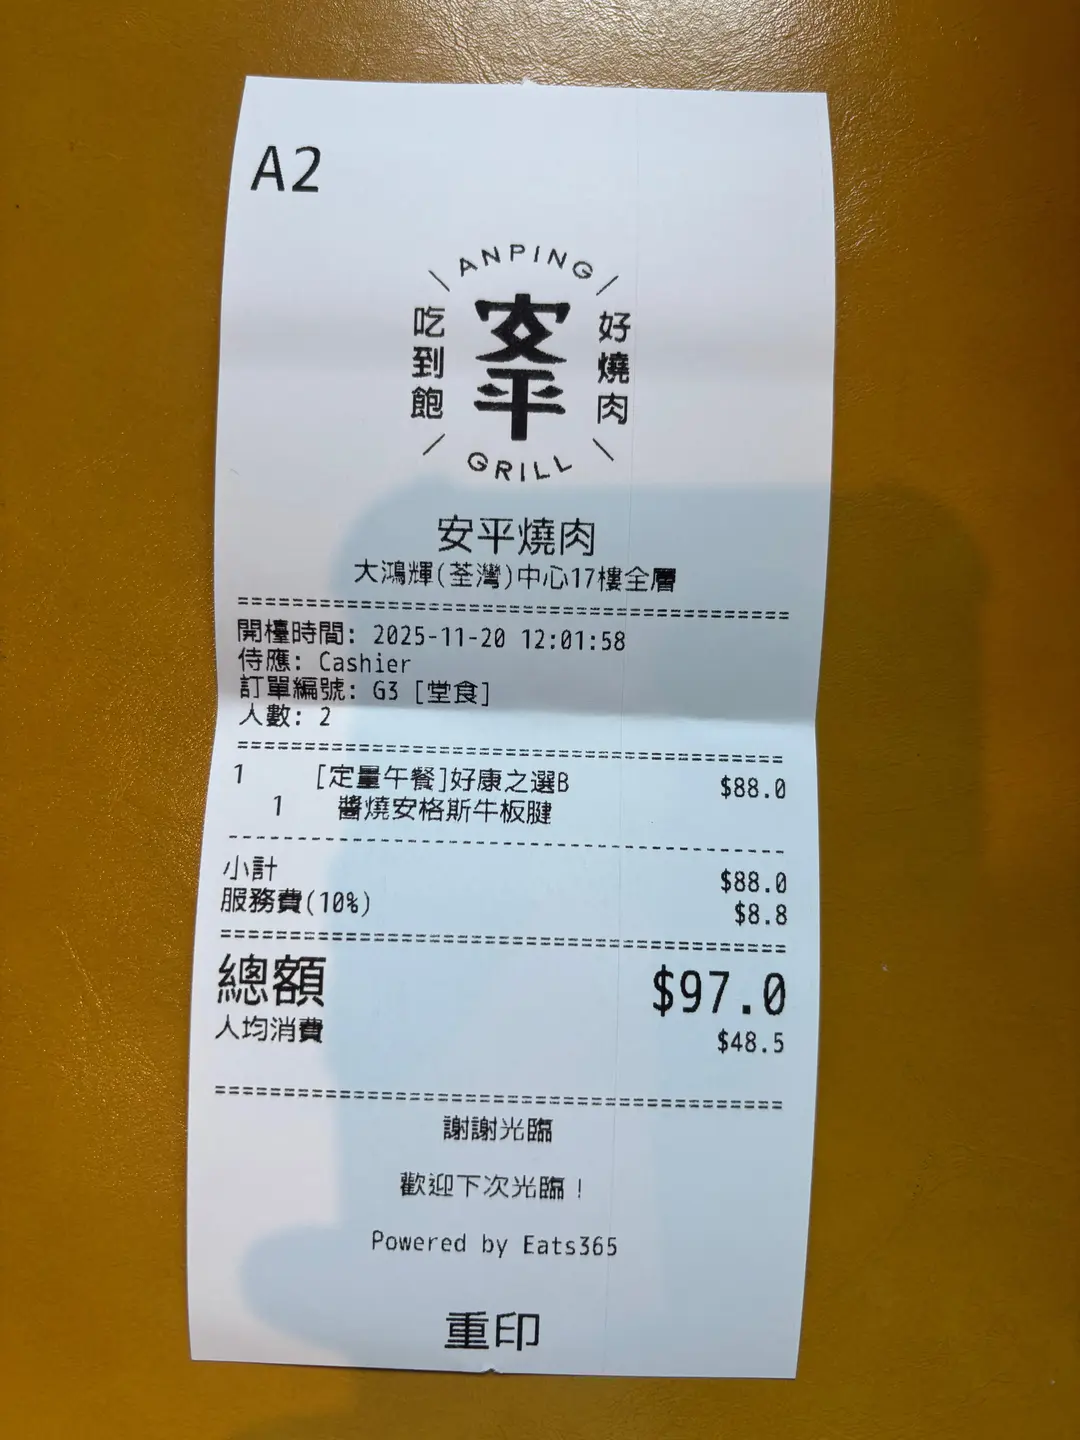 A2
ANPING
吃到飽
安平
好燒肉
GRILL
安平燒肉
大鴻輝(荃灣)中心17樓全層
開檯時間: 2025-11-20 12:01:58
侍應: Cashier
訂單編號: G3 [堂食]
人數: 2
1 [定量午餐]好康之選B $88.0
1 醬燒安格斯牛板腱
小計 $88.0
服務費(10%) $8.8
總額 $97.0
人均消費 $48.5
謝謝光臨
歡迎下次光臨！
Powered by Eats365
重印